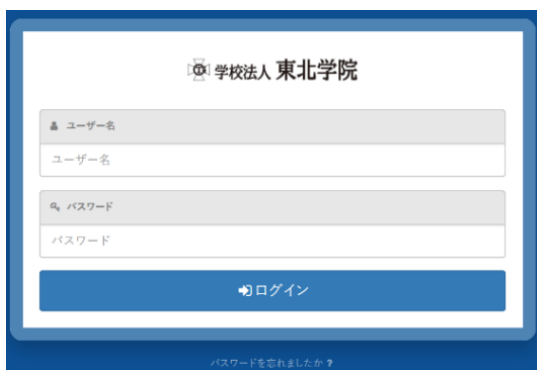 学校法人 東北学院
ユーザー名
ユーザー名
パスワード
パスワード
ログイン
パスワードを忘れましたか ?